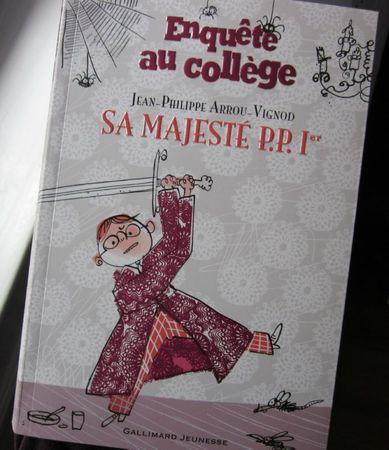 Enquête
au collège
Jean-Philippe Arrou-Vignod
SA MAJESTÉ P.P. Ier
GALLIMARD JEUNESSE